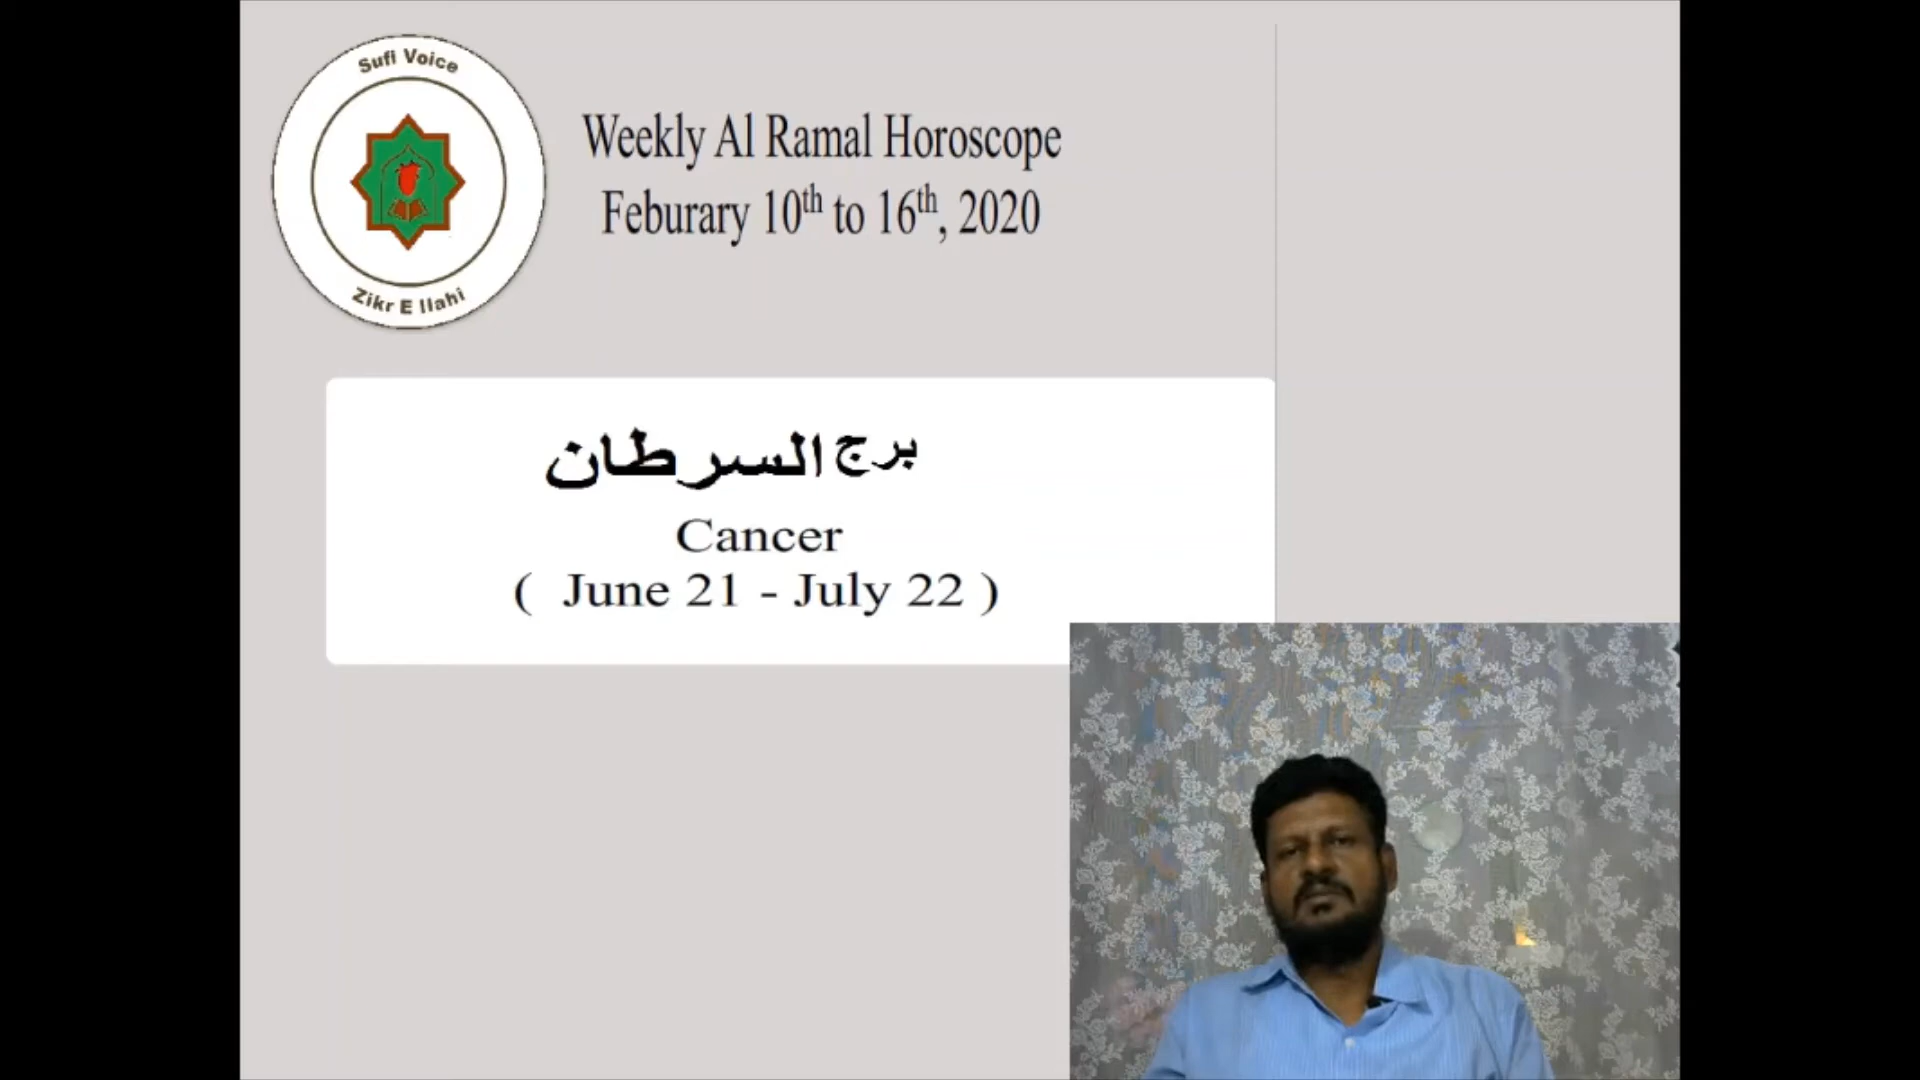 Sufi Voice
Zikr E Ilahi
Weekly Al Ramal Horoscope
Feburary 10th to 16th, 2020
برج السرطان
Cancer
( June 21 - July 22 )